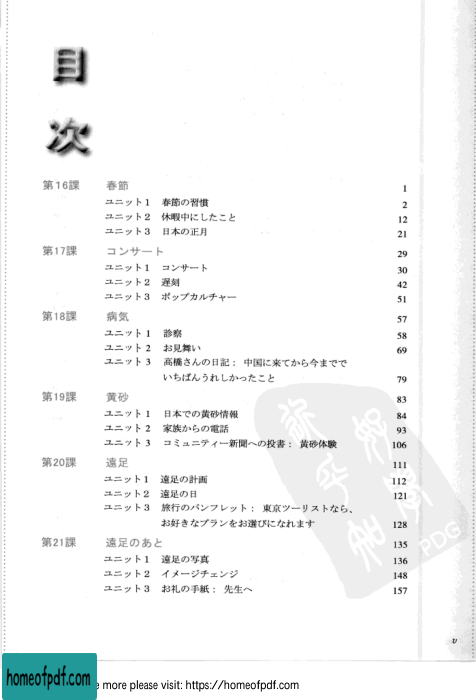 目
次
第16課 春節 1
ユニット1 春節の習慣 2
ユニット2 休暇中にしたこと 12
ユニット3 日本の正月 21
第17課 コンサート 29
ユニット1 コンサート 30
ユニット2 遅刻 42
ユニット3 ポップカルチャー 51
第18課 病気 57
ユニット1 診察 58
ユニット2 お見舞い 69
ユニット3 高橋さんの日記： 中国に来てから今までで
いちばんうれしかったこと 79
第19課 黄砂 83
ユニット1 日本での黄砂情報 84
ユニット2 家族からの電話 93
ユニット3 コミュニティー新聞への投書： 黄砂体験 106
第20課 遠足 111
ユニット1 遠足の計画 112
ユニット2 遠足の日 121
ユニット3 旅行のパンフレット： 東京ツーリストなら、
お好きなプランをお選びになれます 128
第21課 遠足のあと 135
ユニット1 遠足の写真 136
ユニット2 イメージチェンジ 148
ユニット3 お礼の手紙： 先生へ 157
PDG
v
homeofpdf.com
e more please visit: https://homeofpdf.com